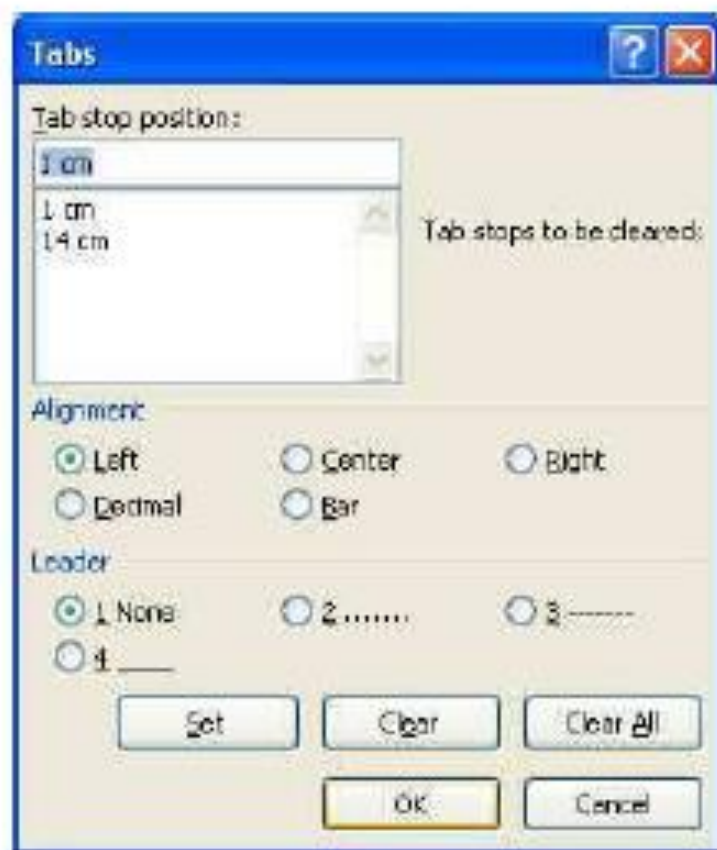 Tabs
Tab stop position:
1 cm
1 cm
14 cm
Tab stops to be cleared:
Alignment
Left Center Right
Decimal Bar
Leader
1 None 2 ....... 3 -------
4 ____
Set Clear Clear All
OK Cancel